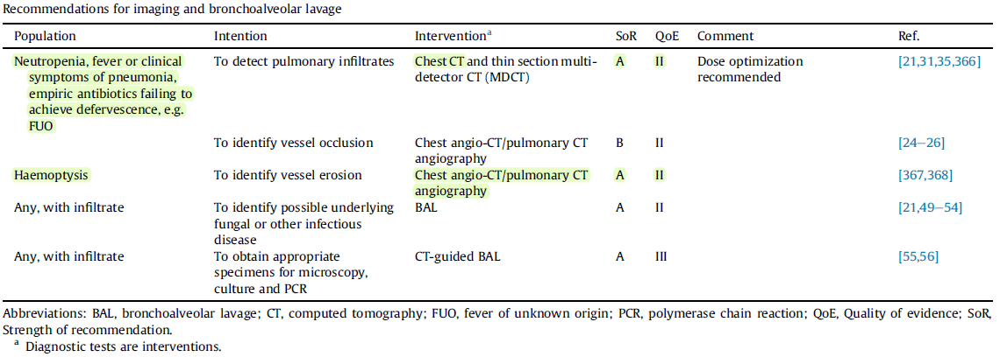 Recommendations for imaging and bronchoalveolar lavage
Population Intention Intervention^a SoR QoE Comment Ref.
Neutropenia, fever or clinical To detect pulmonary infiltrates Chest CT and thin section multi- A II Dose optimization [21,31,35,366]
symptoms of pneumonia, detector CT (MDCT) recommended
empiric antibiotics failing to
achieve defervescence, e.g.
FUO
To identify vessel occlusion Chest angio-CT/pulmonary CT B II [24–26]
angiography
Haemoptysis To identify vessel erosion Chest angio-CT/pulmonary CT A II [367,368]
angiography
Any, with infiltrate To identify possible underlying BAL A II [21,49–54]
fungal or other infectious
disease
Any, with infiltrate To obtain appropriate CT-guided BAL A III [55,56]
specimens for microscopy,
culture and PCR
Abbreviations: BAL, bronchoalveolar lavage; CT, computed tomography; FUO, fever of unknown origin; PCR, polymerase chain reaction; QoE, Quality of evidence; SoR,
Strength of recommendation.
a Diagnostic tests are interventions.